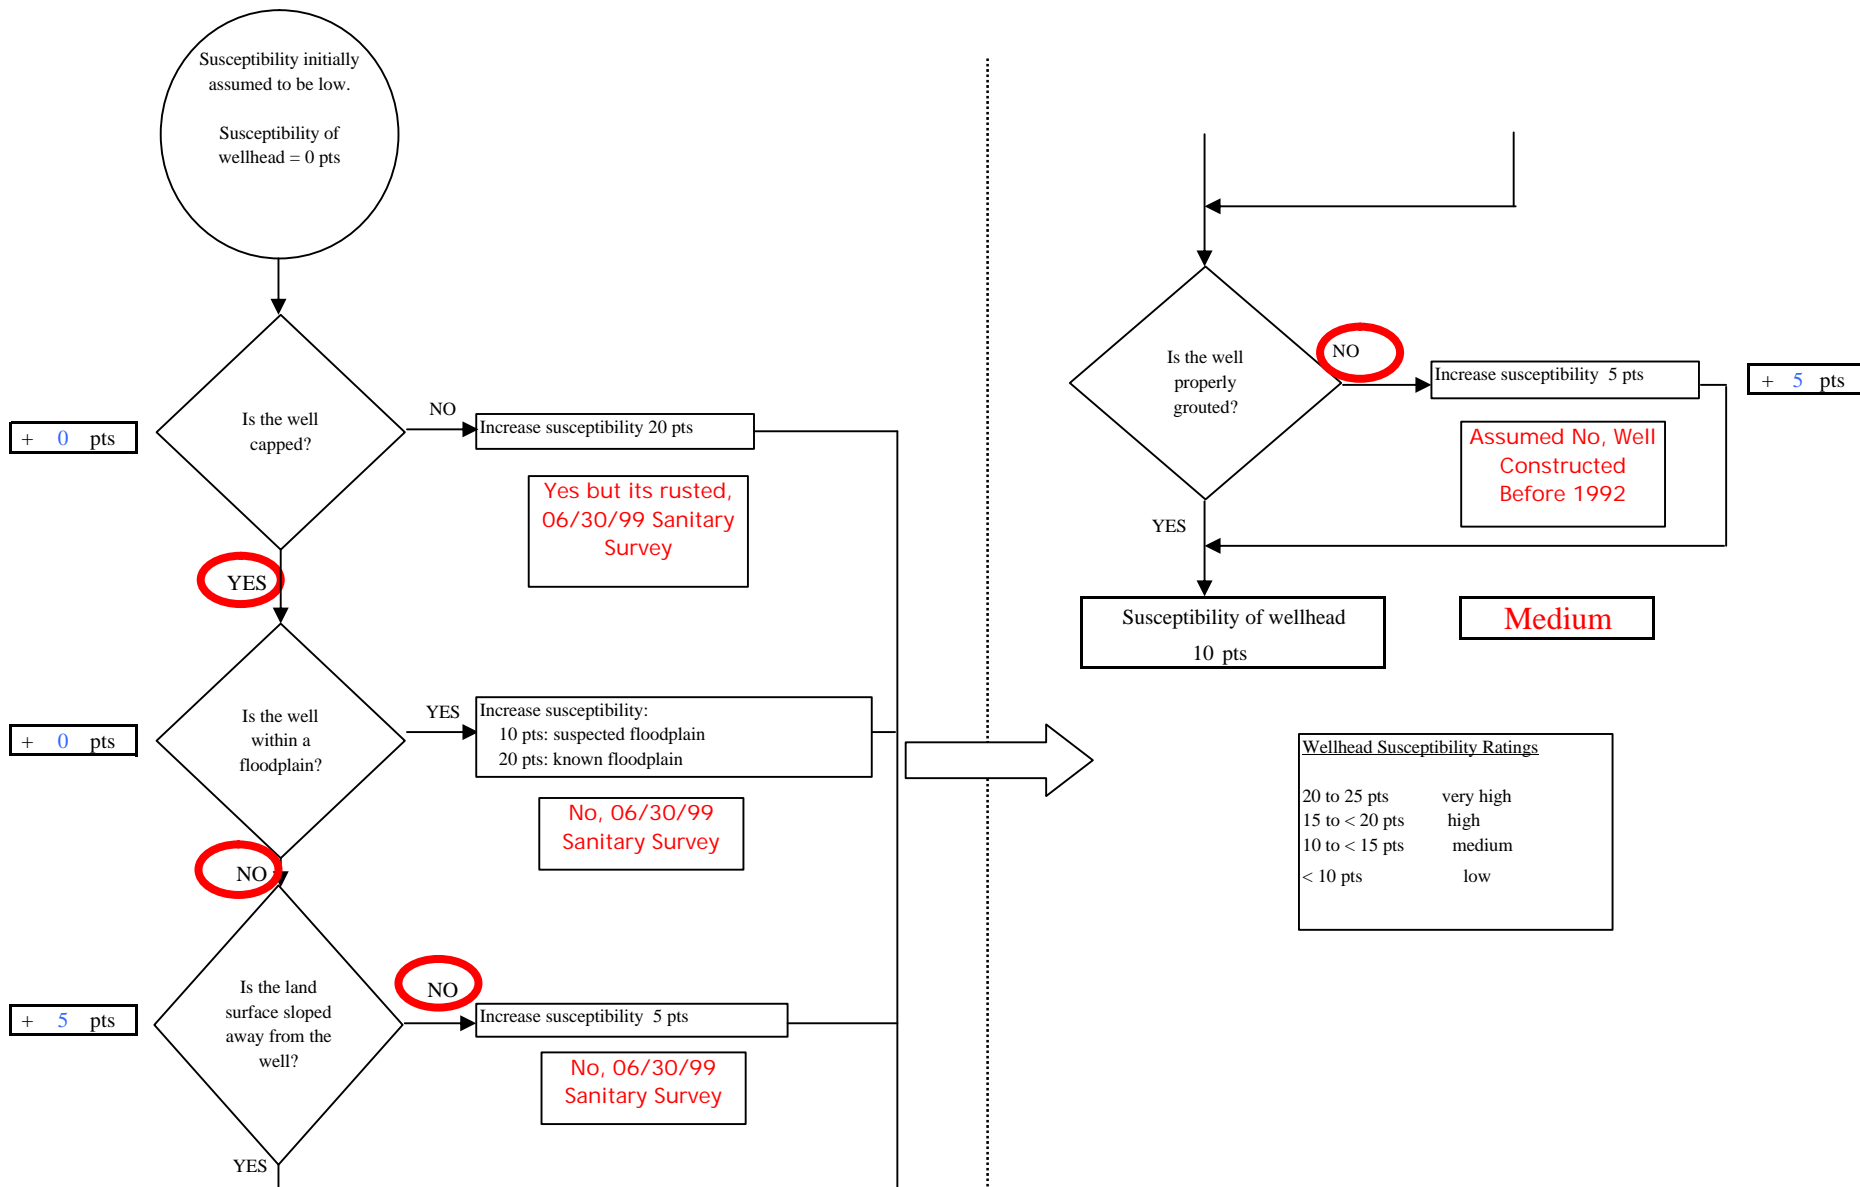 Susceptibility initially
assumed to be low.
Susceptibility of
wellhead = 0 pts
Is the well
capped?
NO
Increase susceptibility 20 pts
+ 0 pts
Yes but its rusted,
06/30/99 Sanitary
Survey
YES
Is the well
within a
floodplain?
YES
Increase susceptibility:
10 pts: suspected floodplain
20 pts: known floodplain
+ 0 pts
No, 06/30/99
Sanitary Survey
NO
Is the land
surface sloped
away from the
well?
NO
Increase susceptibility 5 pts
+ 5 pts
No, 06/30/99
Sanitary Survey
YES
Is the well
properly
grouted?
NO
Increase susceptibility 5 pts
+ 5 pts
Assumed No, Well
Constructed
Before 1992
YES
Susceptibility of wellhead
10 pts
Medium
Wellhead Susceptibility Ratings
20 to 25 pts very high
15 to < 20 pts high
10 to < 15 pts medium
< 10 pts low